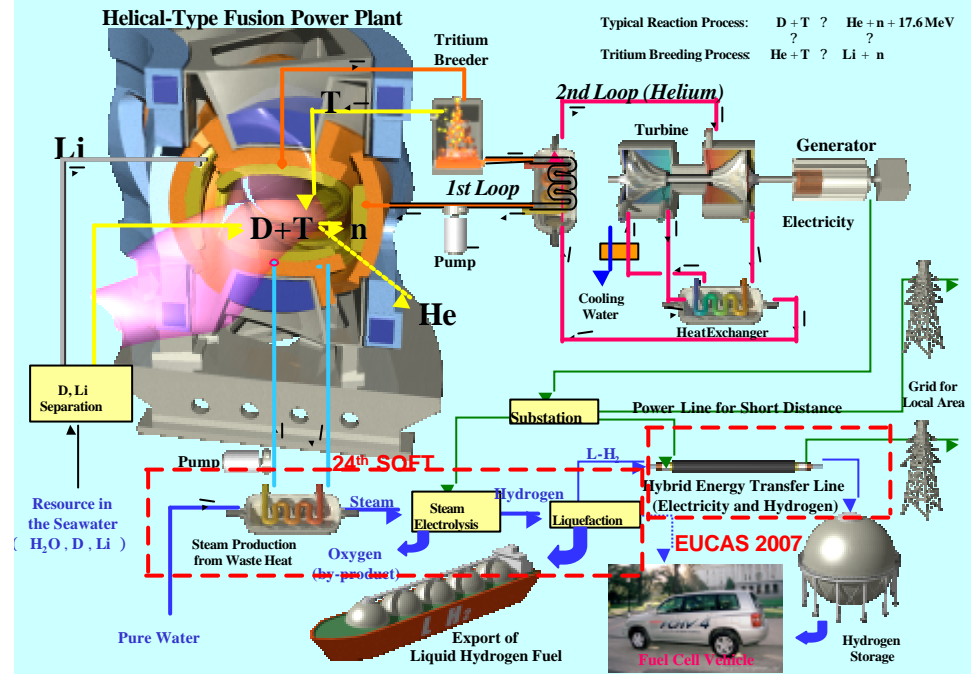 Helical-Type Fusion Power Plant
Typical Reaction Process: D + T ? He + n + 17.6 MeV
? ?
Tritium Breeding Process: He + T ? Li + n
Tritium
Breeder
2nd Loop (Helium)
T
Li
Turbine
Generator
1st Loop
Electricity
D+T n
Pump
Cooling
Water
HeatExchanger
He
D, Li
Separation
Substation
Power Line for Short Distance
Grid for
Local Area
Pump
24th SOFT
L-H2
Hybrid Energy Transfer Line
(Electricity and Hydrogen)
Resource in
the Seawater
( H2O , D , Li )
Steam
Steam
Electrolysis
Hydrogen
Liquefaction
Steam Production
from Waste Heat
Oxygen
(by-product)
EUCAS 2007
Pure Water
L H2
Export of
Liquid Hydrogen Fuel
Fuel Cell Vehicle
Hydrogen
Storage